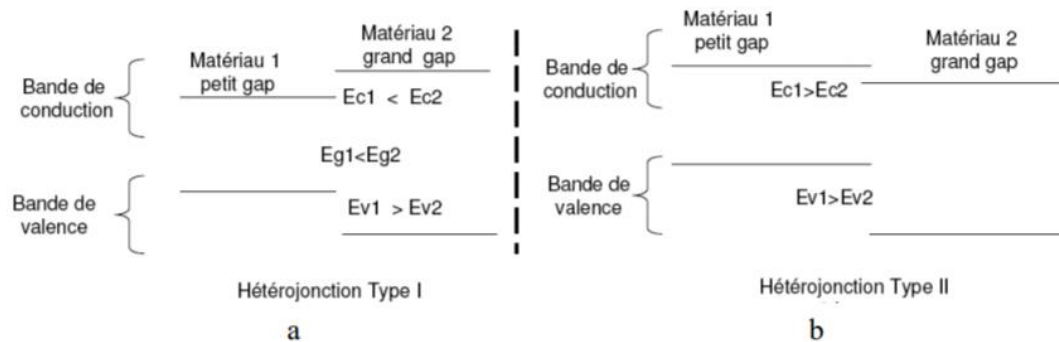 Matériau 1
petit gap
Matériau 2
grand gap
Bande de
conduction
Ec1 < Ec2
Eg1<Eg2
Bande de
valence
Ev1 > Ev2
Hétérojonction Type I
a
Matériau 1
petit gap
Matériau 2
grand gap
Bande de
conduction
Ec1>Ec2
Bande de
valence
Ev1>Ev2
Hétérojonction Type II
b